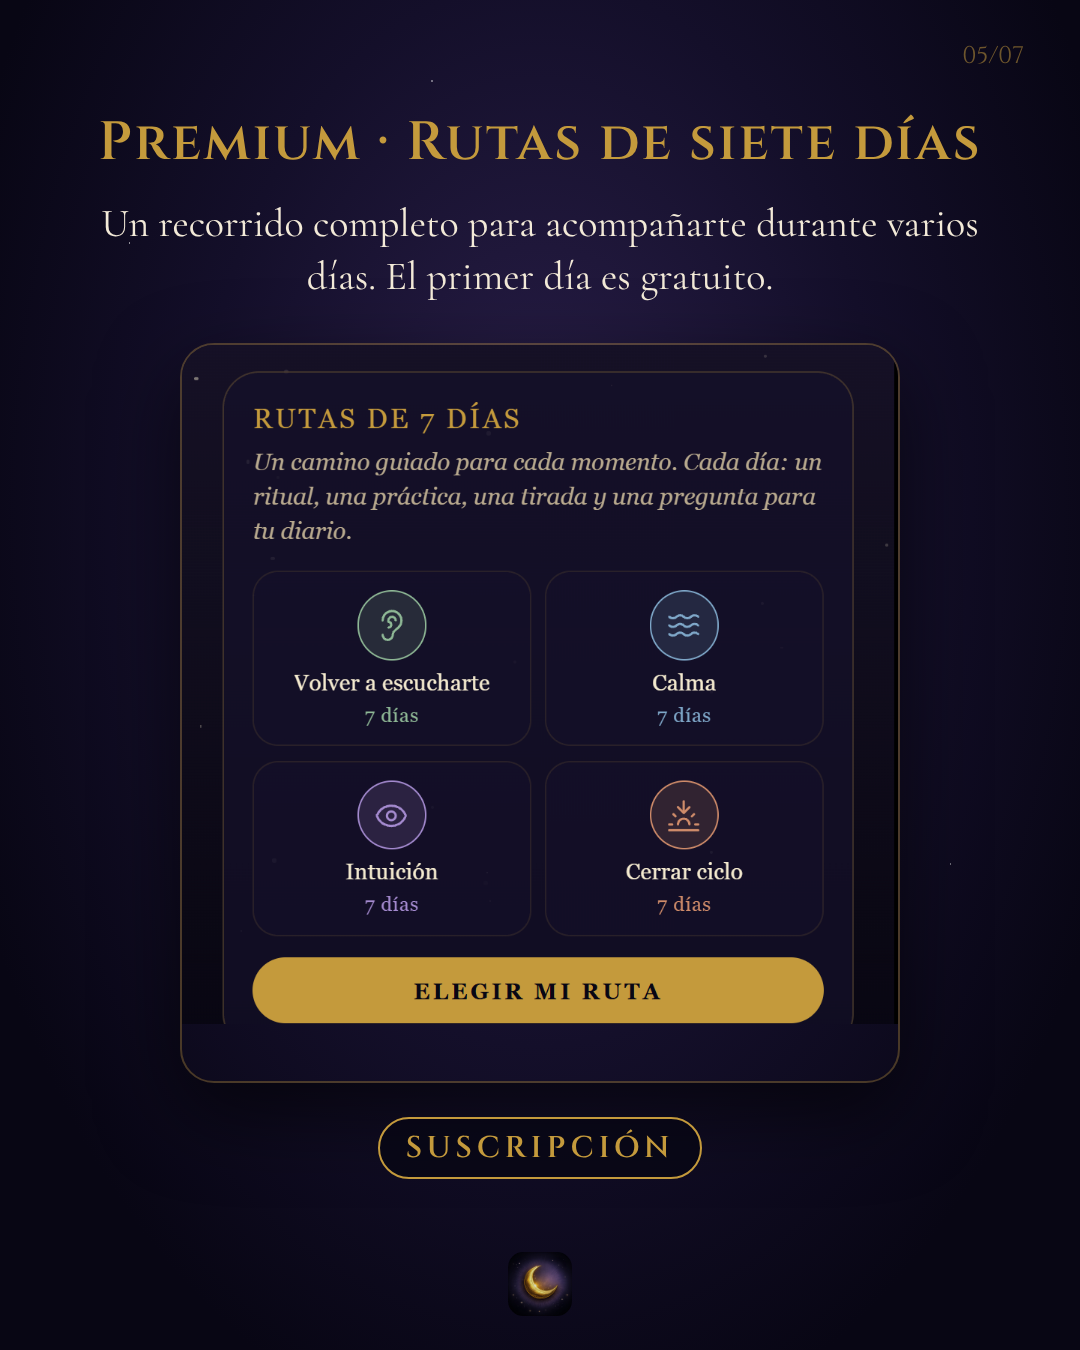 05/07
Premium · Rutas de siete días
Un recorrido completo para acompañarte durante varios
días. El primer día es gratuito.
RUTAS DE 7 DÍAS
Un camino guiado para cada momento. Cada día: un
ritual, una práctica, una tirada y una pregunta para
tu diario.
Volver a escucharte
7 días
Calma
7 días
Intuición
7 días
Cerrar ciclo
7 días
ELEGIR MI RUTA
SUSCRIPCIÓN